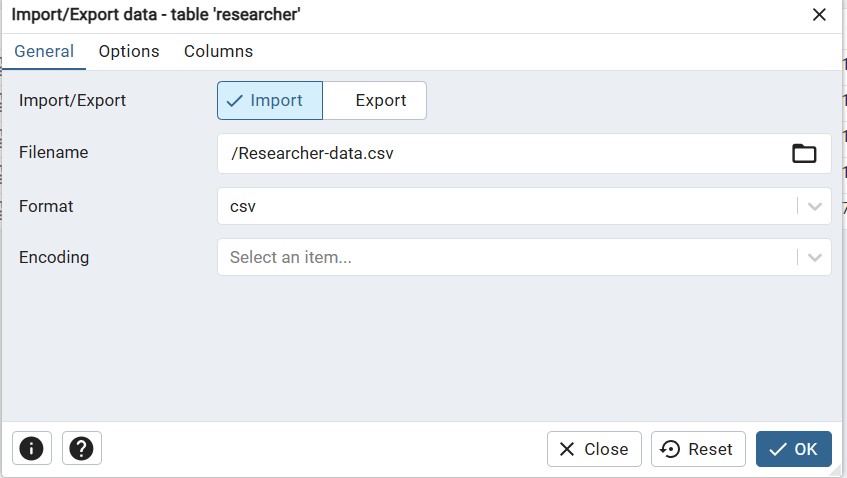 Import/Export data - table 'researcher'
General Options Columns
Import/Export Import Export
Filename /Researcher-data.csv
Format csv
Encoding Select an item...
Close Reset OK